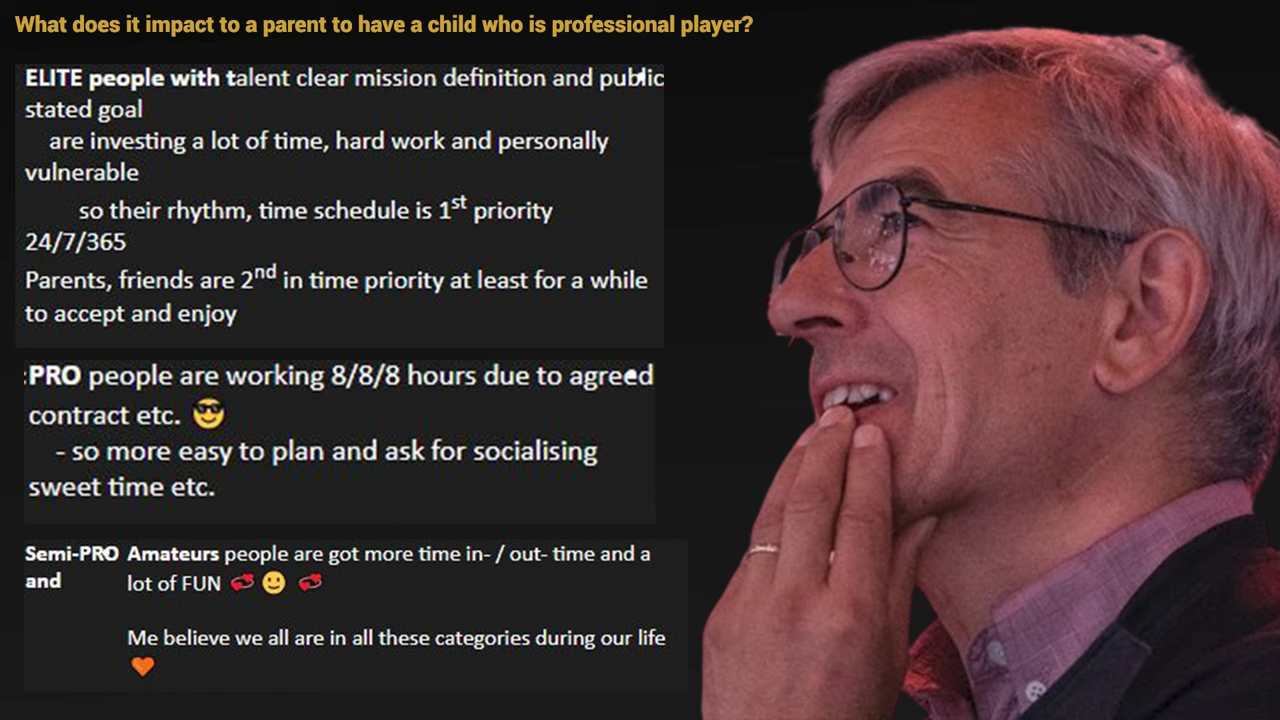 What does it impact to a parent to have a child who is professional player?
ELITE people with talent clear mission definition and public
stated goal
are investing a lot of time, hard work and personally
vulnerable
so their rhythm, time schedule is 1st priority
24/7/365
Parents, friends are 2nd in time priority at least for a while
to accept and enjoy
:PRO people are working 8/8/8 hours due to agreed
contract etc. 😎
- so more easy to plan and ask for socialising
sweet time etc.
Semi-PRO Amateurs people are got more time in- / out- time and a
and lot of FUN 💞 🙂 💞
Me believe we all are in all these categories during our life
🧡